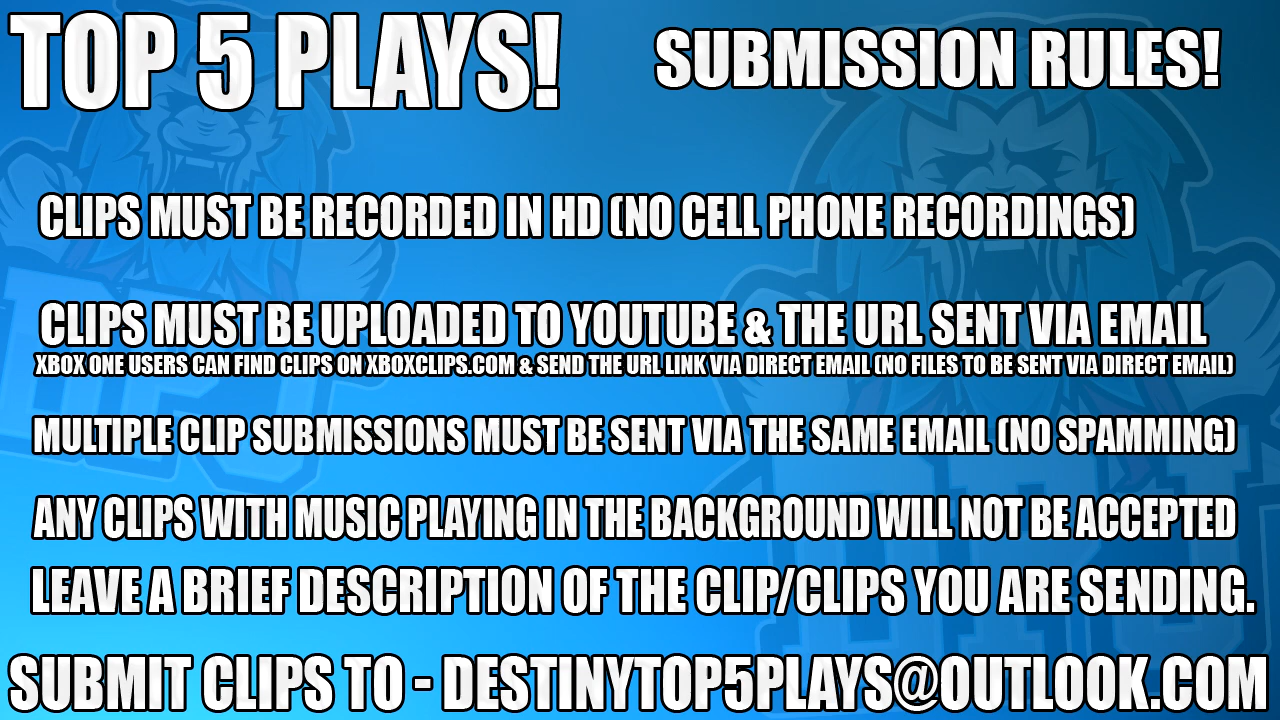 TOP 5 PLAYS!
SUBMISSION RULES!
CLIPS MUST BE RECORDED IN HD (NO CELL PHONE RECORDINGS)
CLIPS MUST BE UPLOADED TO YOUTUBE & THE URL SENT VIA EMAIL
XBOX ONE USERS CAN FIND CLIPS ON XBOXCLIPS.COM & SEND THE URL LINK VIA DIRECT EMAIL (NO FILES TO BE SENT VIA DIRECT EMAIL)
MULTIPLE CLIP SUBMISSIONS MUST BE SENT VIA THE SAME EMAIL (NO SPAMMING)
ANY CLIPS WITH MUSIC PLAYING IN THE BACKGROUND WILL NOT BE ACCEPTED
LEAVE A BRIEF DESCRIPTION OF THE CLIP/CLIPS YOU ARE SENDING.
SUBMIT CLIPS TO - DESTINYTOP5PLAYS@OUTLOOK.COM